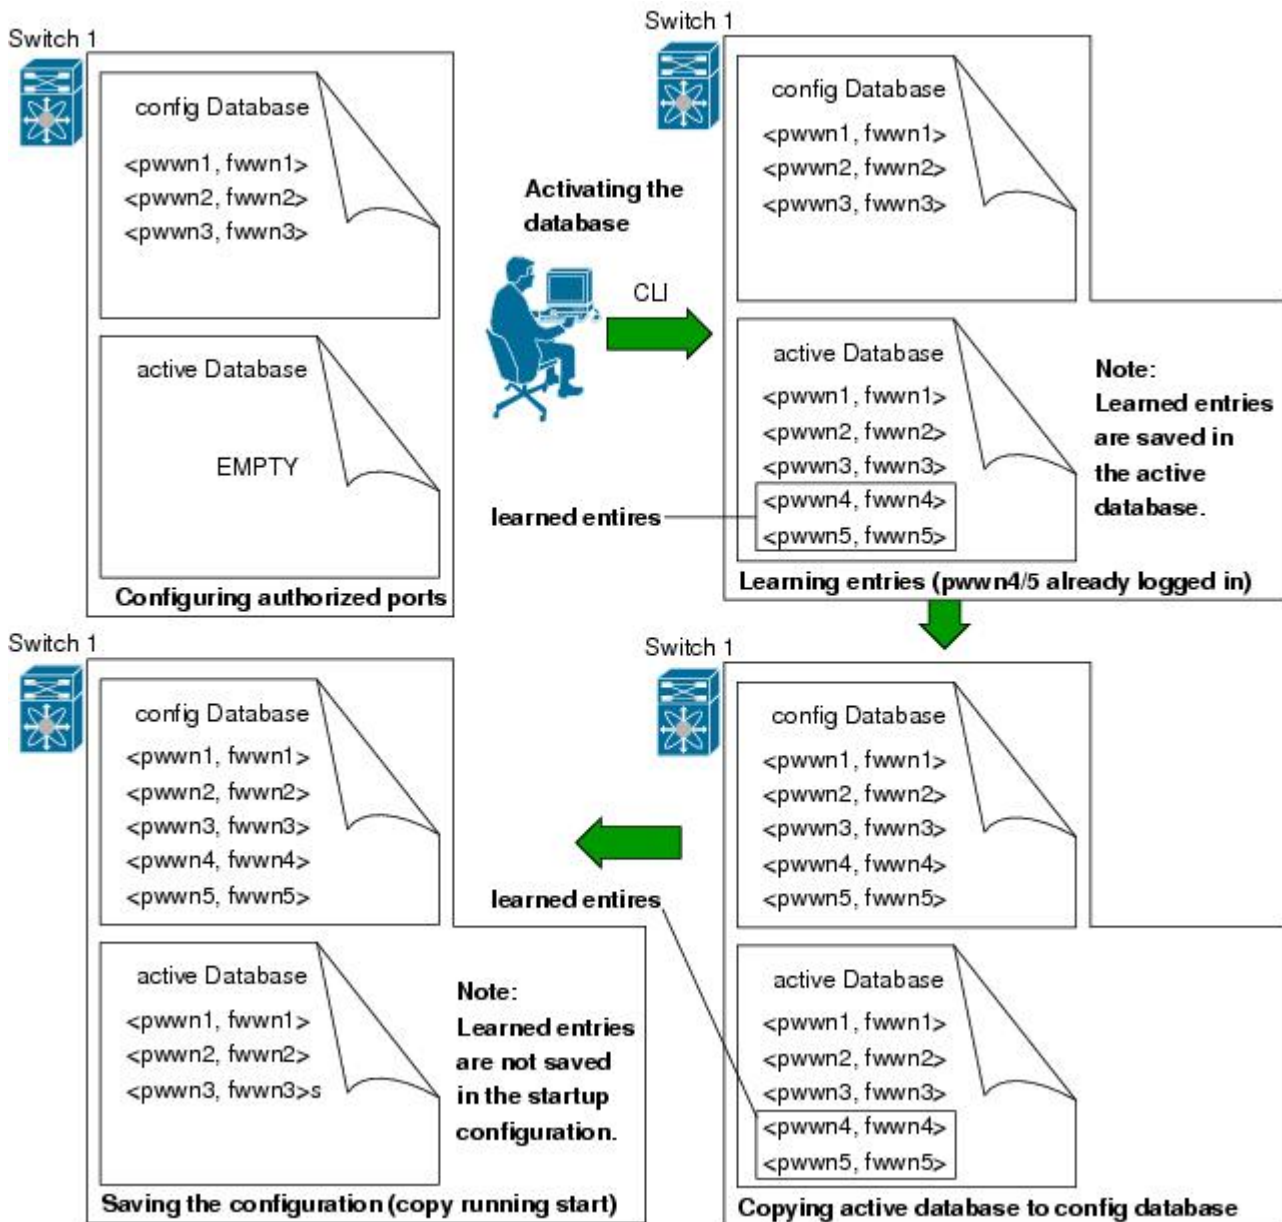 Switch 1
config Database
<pwwn1, fwwn1>
<pwwn2, fwwn2>
<pwwn3, fwwn3>
active Database
EMPTY
Configuring authorized ports
Activating the
database
CLI
Switch 1
config Database
<pwwn1, fwwn1>
<pwwn2, fwwn2>
<pwwn3, fwwn3>
active Database
<pwwn1, fwwn1>
<pwwn2, fwwn2>
<pwwn3, fwwn3>
<pwwn4, fwwn4>
<pwwn5, fwwn5>
learned entires
Note:
Learned entries
are saved in
the active
database.
Learning entries (pwwn4/5 already logged in)
Switch 1
config Database
<pwwn1, fwwn1>
<pwwn2, fwwn2>
<pwwn3, fwwn3>
<pwwn4, fwwn4>
<pwwn5, fwwn5>
active Database
<pwwn1, fwwn1>
<pwwn2, fwwn2>
<pwwn3, fwwn3>s
Note:
Learned entries
are not saved
in the startup
configuration.
Saving the configuration (copy running start)
learned entires
Switch 1
config Database
<pwwn1, fwwn1>
<pwwn2, fwwn2>
<pwwn3, fwwn3>
<pwwn4, fwwn4>
<pwwn5, fwwn5>
active Database
<pwwn1, fwwn1>
<pwwn2, fwwn2>
<pwwn3, fwwn3>
<pwwn4, fwwn4>
<pwwn5, fwwn5>
Copying active database to config database